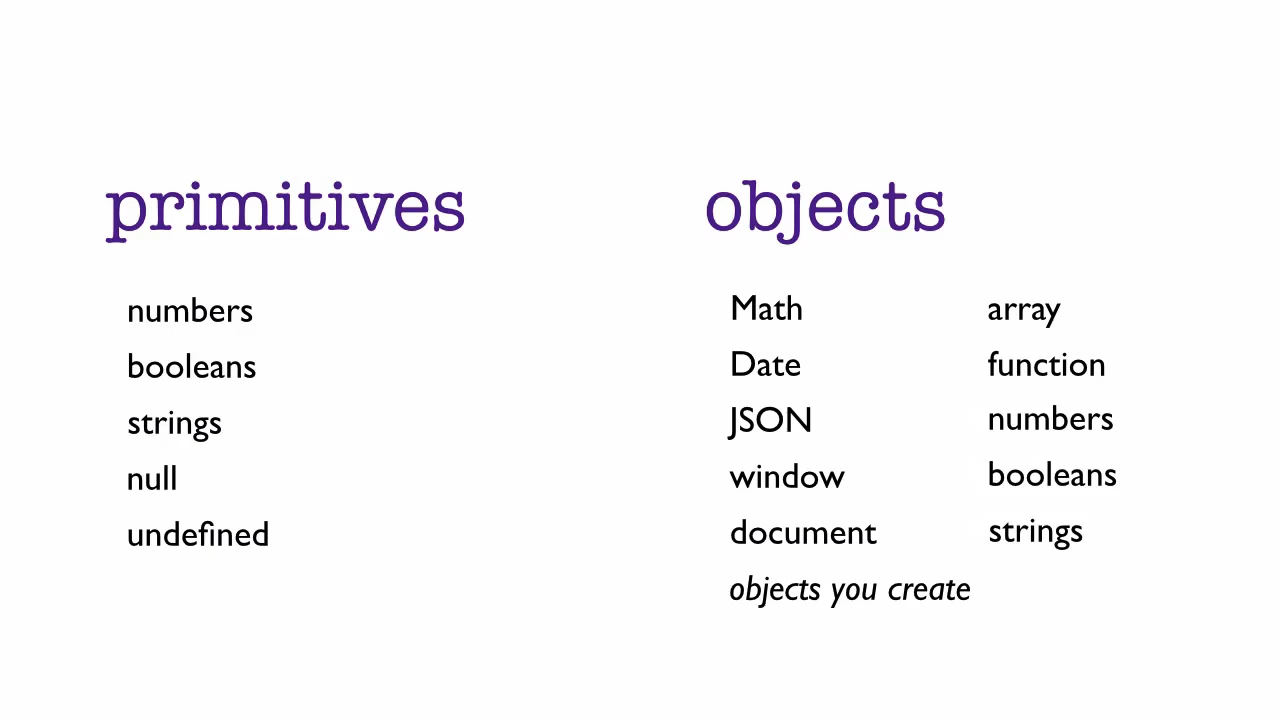 primitives
numbers
booleans
strings
null
undefined
objects
Math
Date
JSON
window
document
objects you create
array
function
numbers
booleans
strings